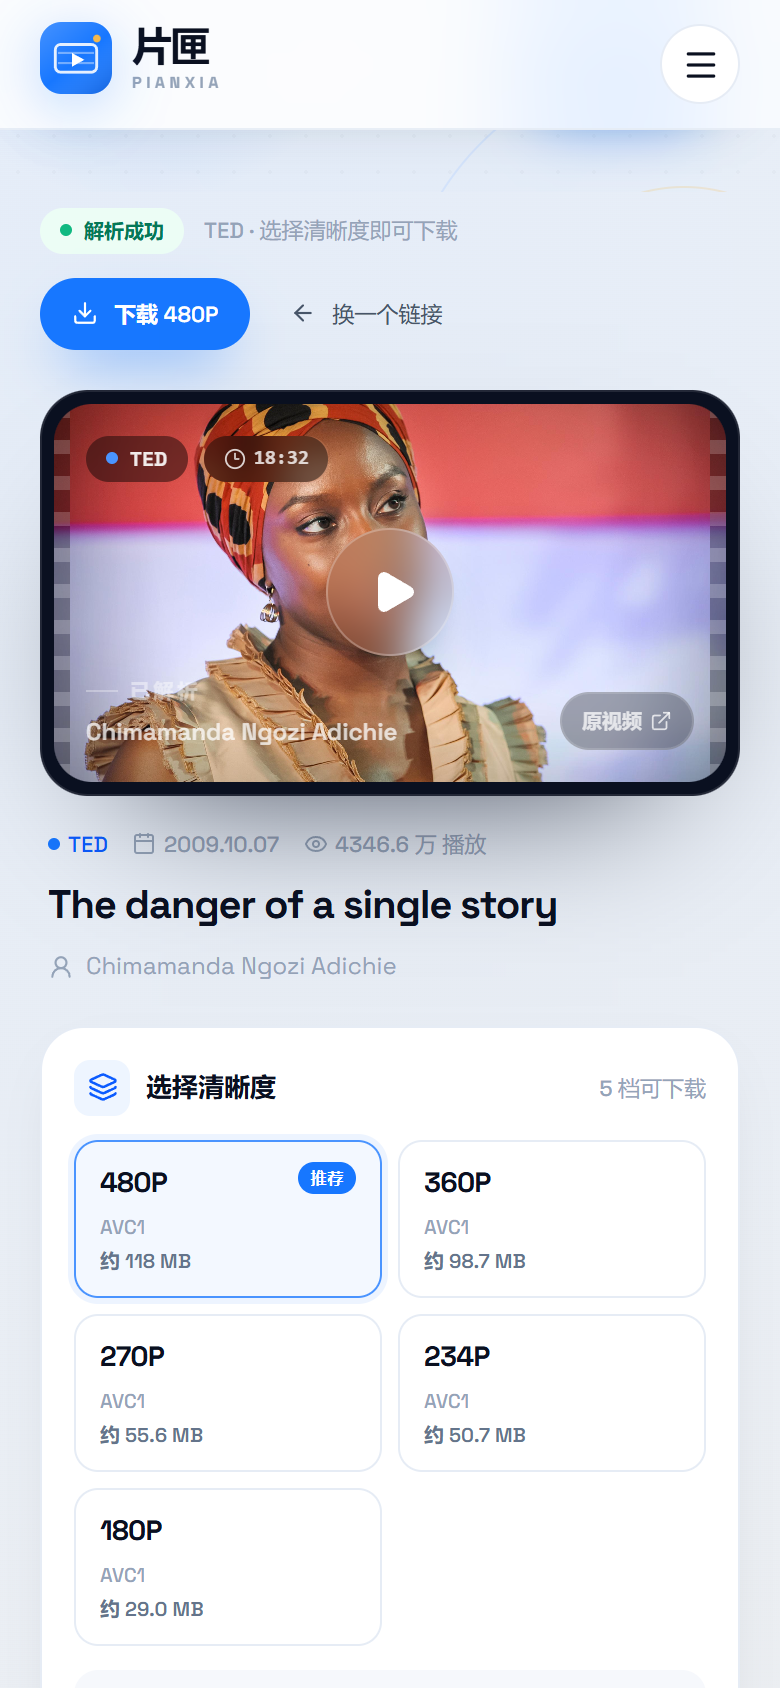 片匣
PIANXIA
解析成功
TED · 选择清晰度即可下载
下载 480P
换一个链接
TED
18:32
已解析
Chimamanda Ngozi Adichie
原视频
TED
2009.10.07
4346.6 万 播放
The danger of a single story
Chimamanda Ngozi Adichie
选择清晰度
5 档可下载
480P
推荐
AVC1
约 118 MB
360P
AVC1
约 98.7 MB
270P
AVC1
约 55.6 MB
234P
AVC1
约 50.7 MB
180P
AVC1
约 29.0 MB